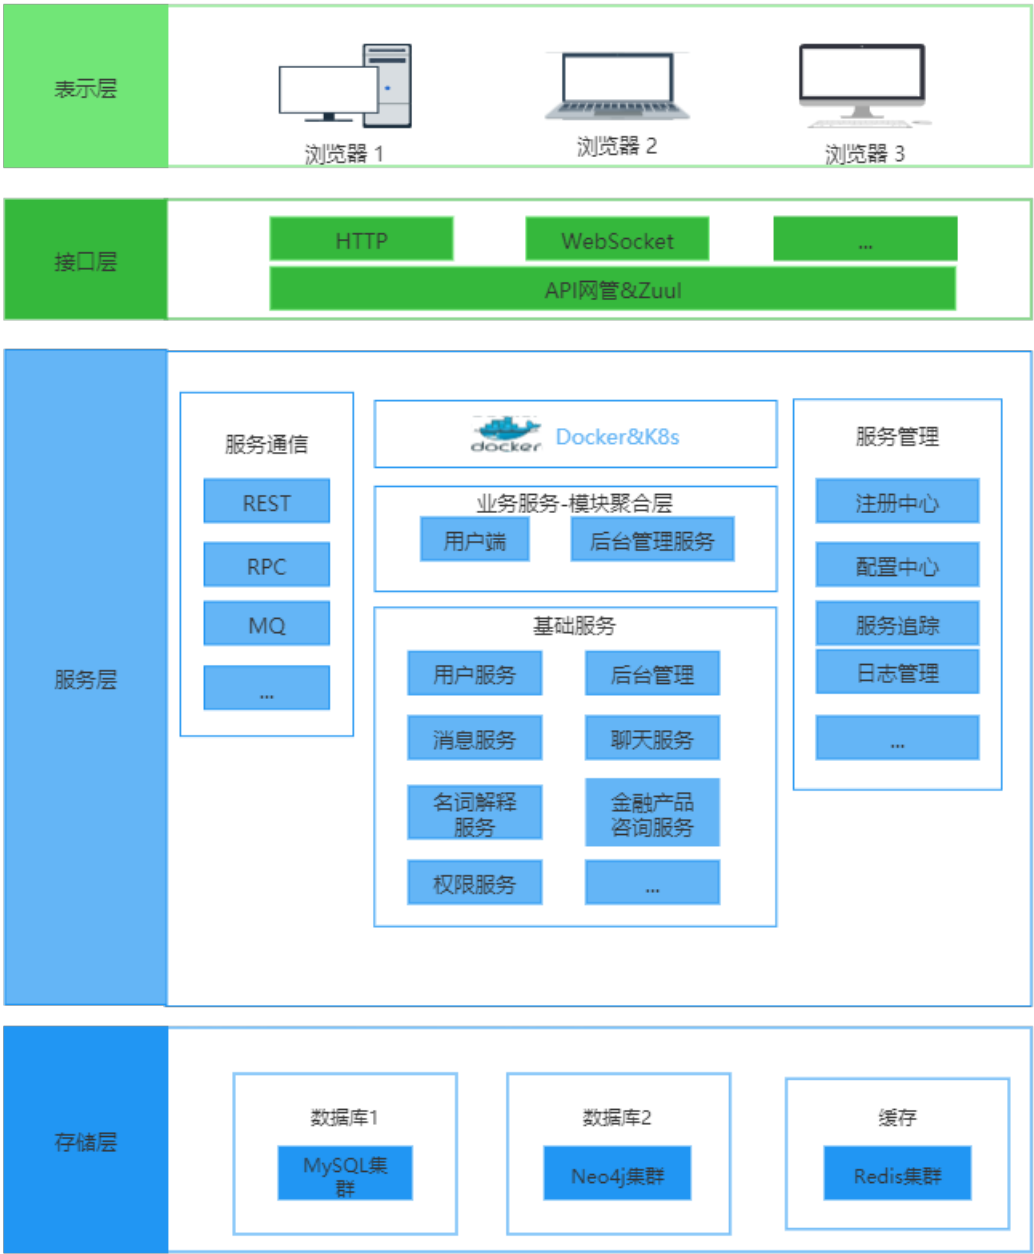 表示层
浏览器 1
浏览器 2
浏览器 3
接口层
HTTP
WebSocket
...
API网管&Zuul
服务层
服务通信
REST
RPC
MQ
...
docker
Docker&K8s
业务服务-模块聚合层
用户端
后台管理服务
基础服务
用户服务
后台管理
消息服务
聊天服务
名词解释
服务
金融产品
咨询服务
权限服务
...
服务管理
注册中心
配置中心
服务追踪
日志管理
...
存储层
数据库1
MySQL集
群
数据库2
Neo4j集群
缓存
Redis集群